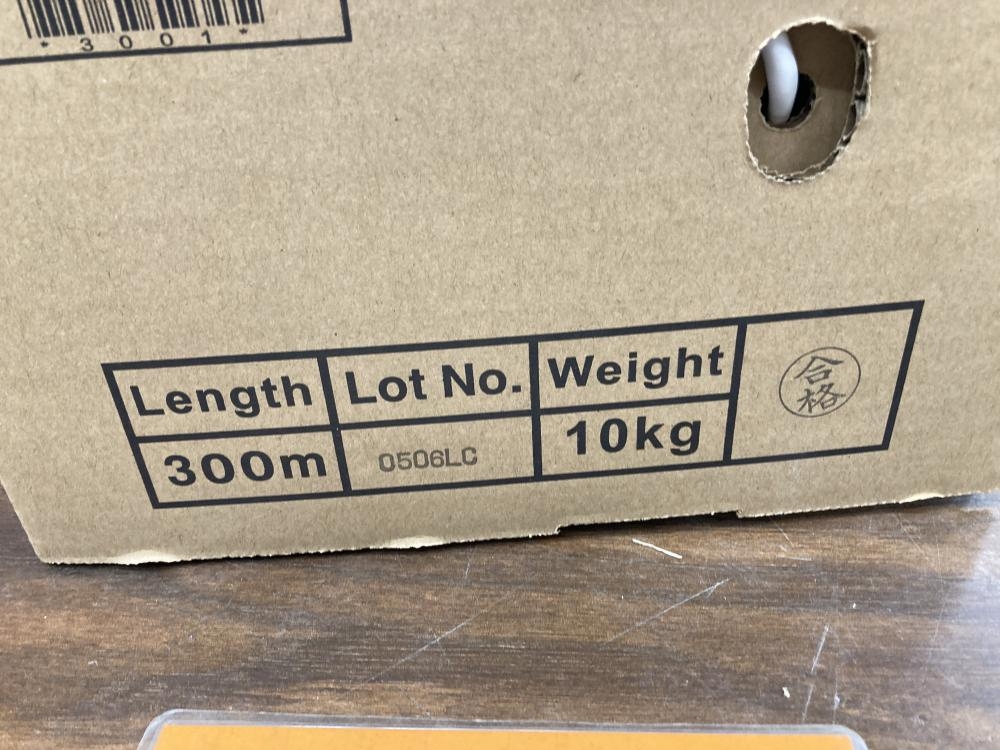 *3001*
Length Lot No. Weight
300m 0506LC 10kg
合格